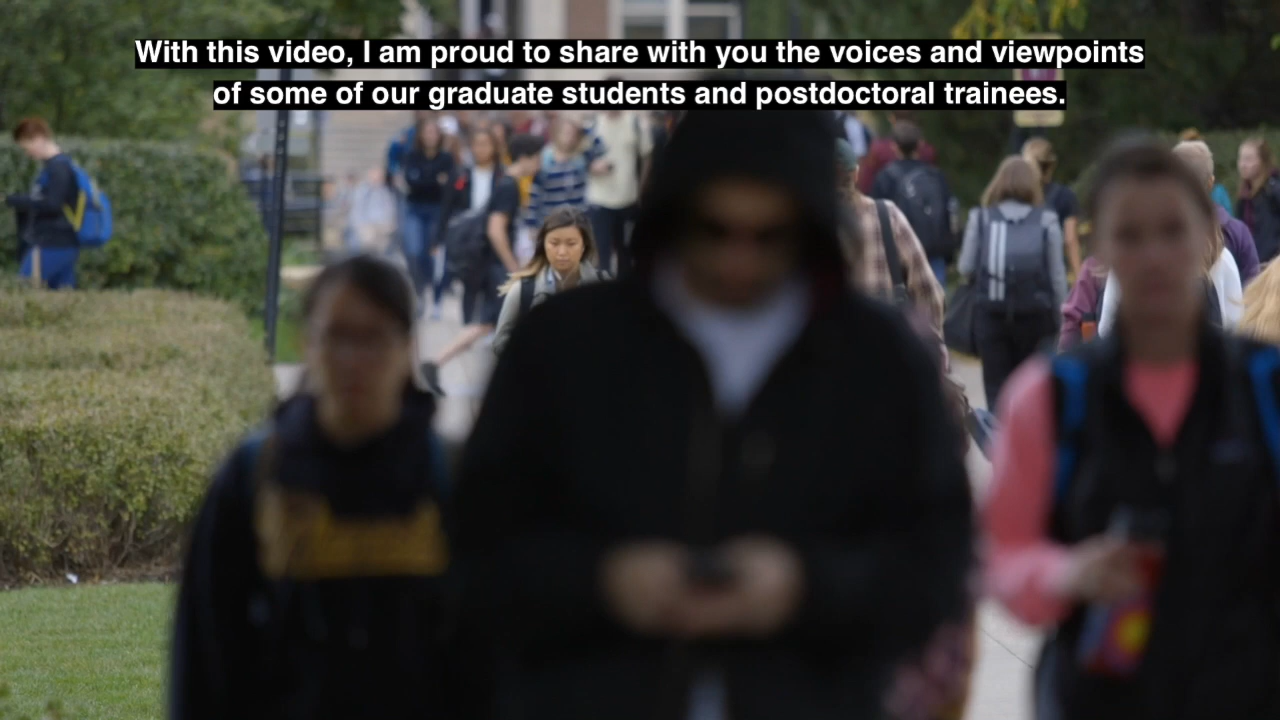 With this video, I am proud to share with you the voices and viewpoints
of some of our graduate students and postdoctoral trainees.